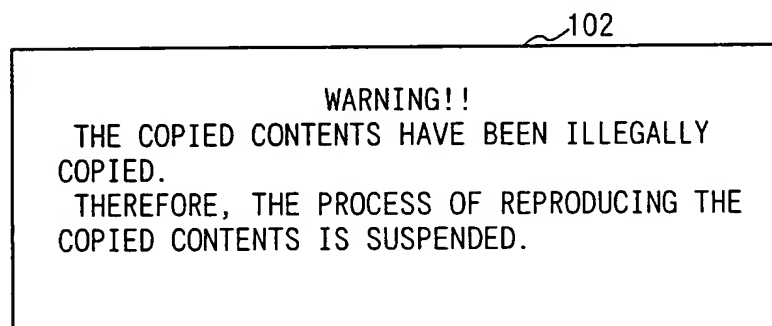 102
WARNING!!
THE COPIED CONTENTS HAVE BEEN ILLEGALLY
COPIED.
THEREFORE, THE PROCESS OF REPRODUCING THE
COPIED CONTENTS IS SUSPENDED.